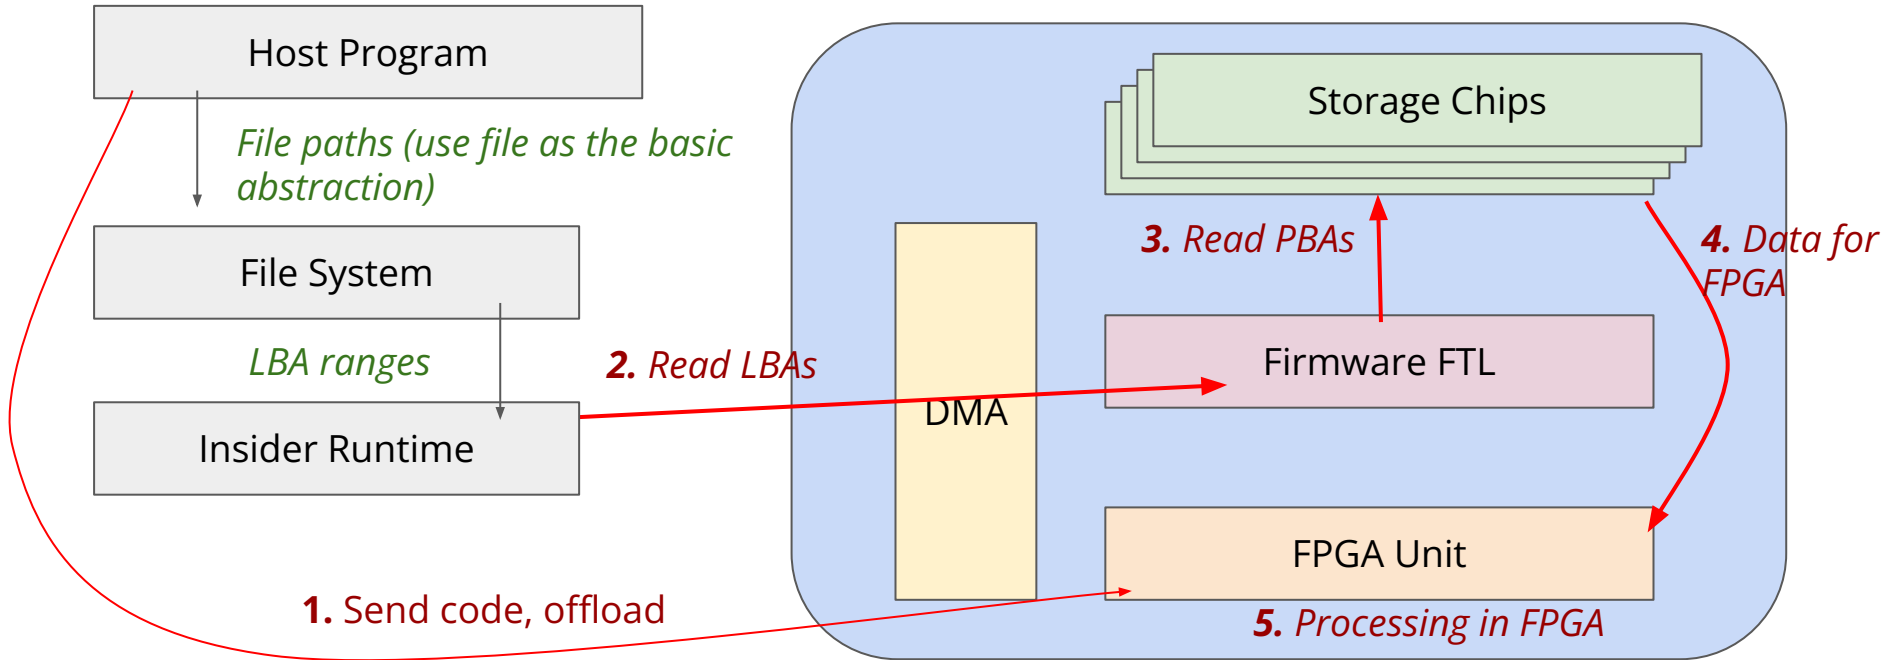 Host Program
File paths (use file as the basic
abstraction)
File System
LBA ranges
Insider Runtime
1. Send code, offload
2. Read LBAs
DMA
Storage Chips
3. Read PBAs
4. Data for
FPGA
Firmware FTL
FPGA Unit
5. Processing in FPGA